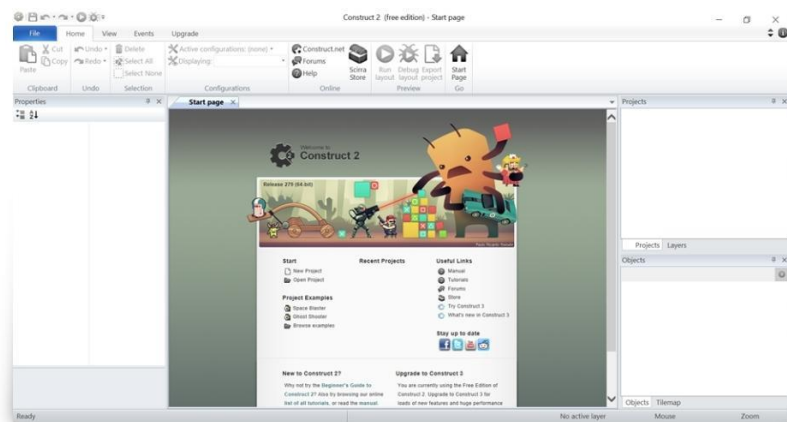 Construct 2 (free edition) - Start page
File Home View Events Upgrade
Cut
Copy
Paste
Clipboard
Undo
Redo
Undo
Delete
Select All
Select None
Selection
Active configurations: (none)
Displaying:
Configurations
Construct.net
Forums
Help
Online
Scirra Store
Run layout
Debug layout
Export project
Preview
Start Page
Go
Properties
Start page
Projects
Welcome to
Construct 2
Release 279 (64-bit)
Start
New Project
Open Project
Project Examples
Space Blaster
Ghost Shooter
Browse examples
Recent Projects
Useful Links
Manual
Tutorials
Forums
Store
Try Construct 3
What's new in Construct 3
Stay up to date
New to Construct 2?
Why not try the Beginner's Guide to
Construct 2? Also try browsing our online
list of all tutorials, or read the manual.
Upgrade to Construct 3
You are currently using the Free Edition of
Construct 2. Upgrade to Construct 3 for
loads of new features and huge performance
Projects Layers
Objects
Objects Tilemap
Ready
No active layer Mouse Zoom